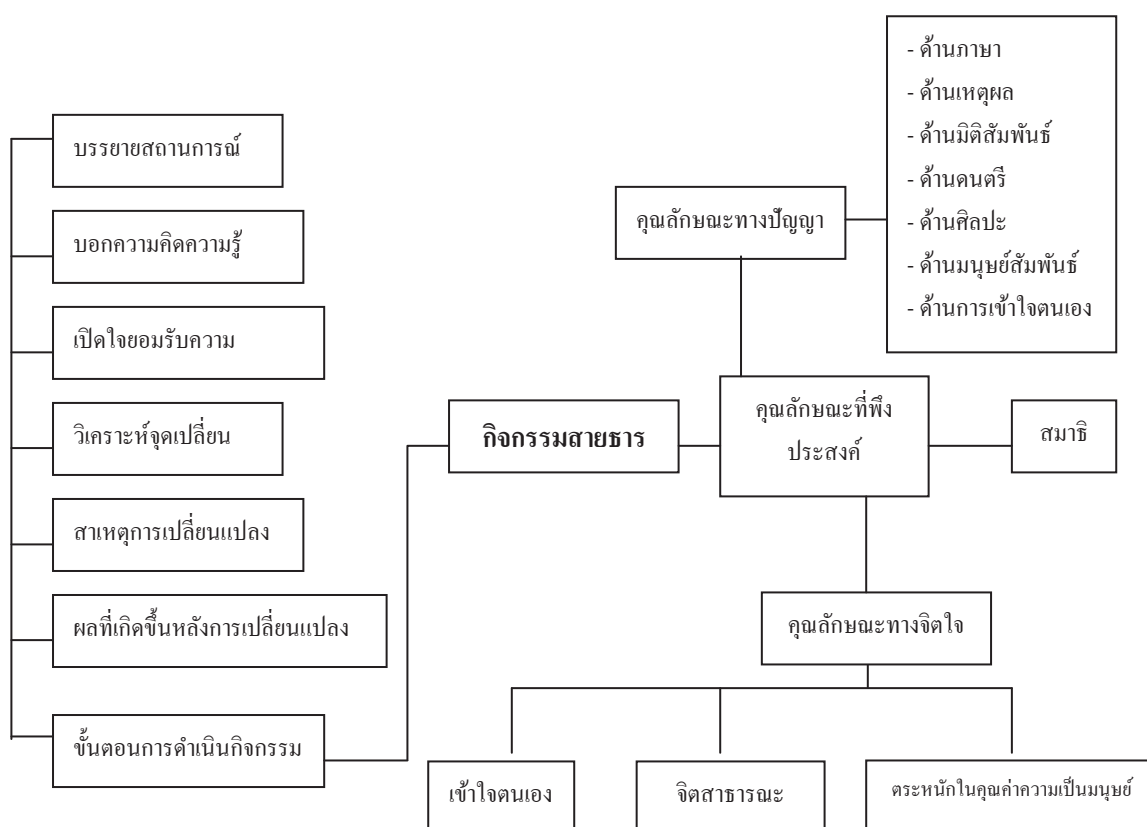 - ด้านภาษา
- ด้านเหตุผล
- ด้านมิติสัมพันธ์
- ด้านดนตรี
- ด้านศิลปะ
- ด้านมนุษย์สัมพันธ์
- ด้านการเข้าใจตนเอง
บรรยายสถานการณ์
บอกความคิดความรู้
เปิดใจยอมรับความ
วิเคราะห์จุดเปลี่ยน
สาเหตุการเปลี่ยนแปลง
ผลที่เกิดขึ้นหลังการเปลี่ยนแปลง
ขั้นตอนการดำเนินกิจกรรม
คุณลักษณะทางปัญญา
กิจกรรมสายธาร
คุณลักษณะที่พึง
ประสงค์
สมาธิ
คุณลักษณะทางจิตใจ
เข้าใจตนเอง
จิตสาธารณะ
ตระหนักในคุณค่าความเป็นมนุษย์